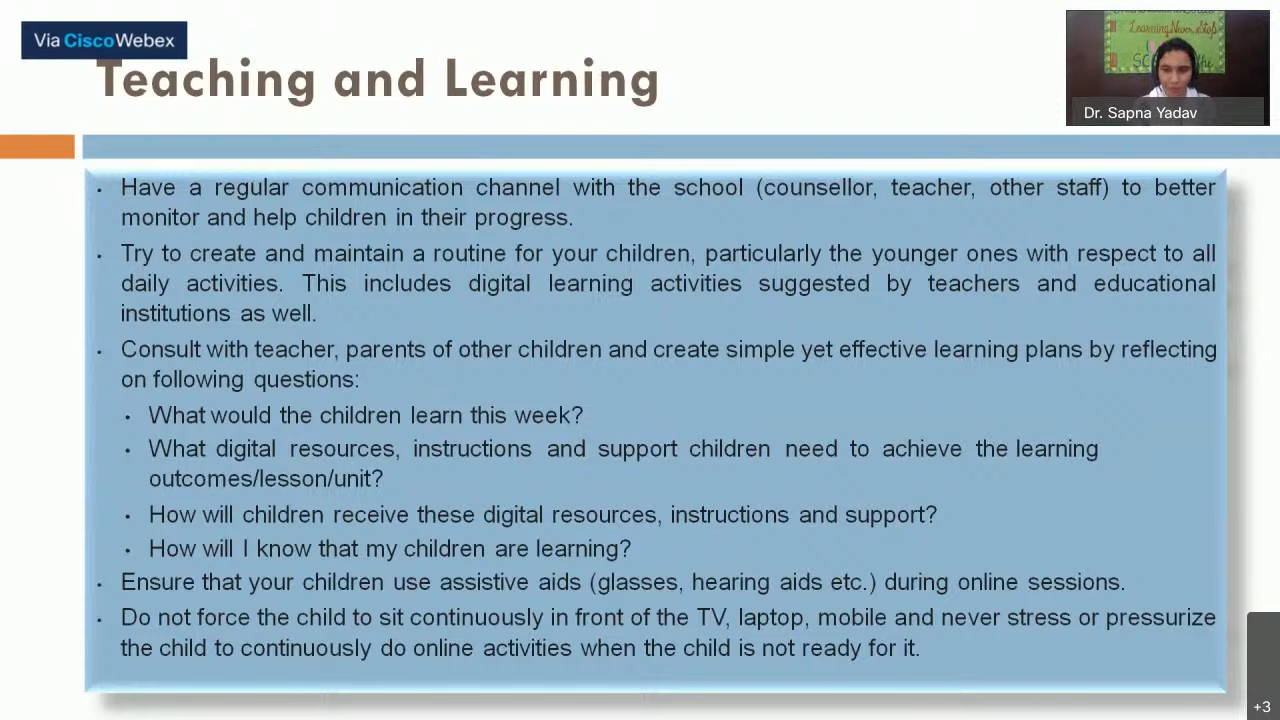 Via CiscoWebex
Teaching and Learning
Learning Never Stop
Dr. Sapna Yadav
• Have a regular communication channel with the school (counsellor, teacher, other staff) to better
monitor and help children in their progress.
• Try to create and maintain a routine for your children, particularly the younger ones with respect to all
daily activities. This includes digital learning activities suggested by teachers and educational
institutions as well.
• Consult with teacher, parents of other children and create simple yet effective learning plans by reflecting
on following questions:
• What would the children learn this week?
• What digital resources, instructions and support children need to achieve the learning
outcomes/lesson/unit?
• How will children receive these digital resources, instructions and support?
• How will I know that my children are learning?
• Ensure that your children use assistive aids (glasses, hearing aids etc.) during online sessions.
• Do not force the child to sit continuously in front of the TV, laptop, mobile and never stress or pressurize
the child to continuously do online activities when the child is not ready for it.
+3